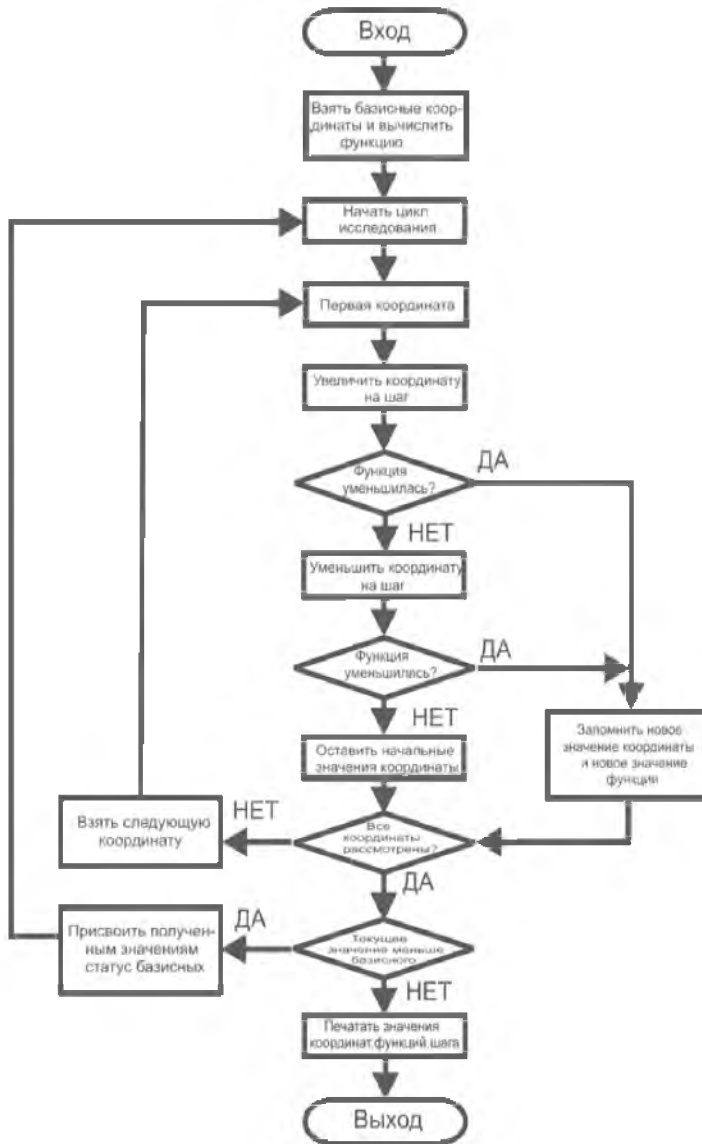 Вход
Взять базисные коор-
динаты и вычислить
функцию
Начать цикл
исследования
Первая координата
Увеличить координату
на шаг
Функция
уменьшилась?
ДА
НЕТ
Уменьшить координату
на шаг
Функция
уменьшилась?
ДА
НЕТ
Оставить начальные
значения координаты
Запомнить новое
значение координаты
и новое значение
функции
Взять следующую
координату
НЕТ
Все
координаты
рассмотрены?
ДА
Присвоить получен-
ным значениям
статус базисных
ДА
Текущее
значение меньше
базисного
НЕТ
Печатать значения
координат,функций,шага
Выход